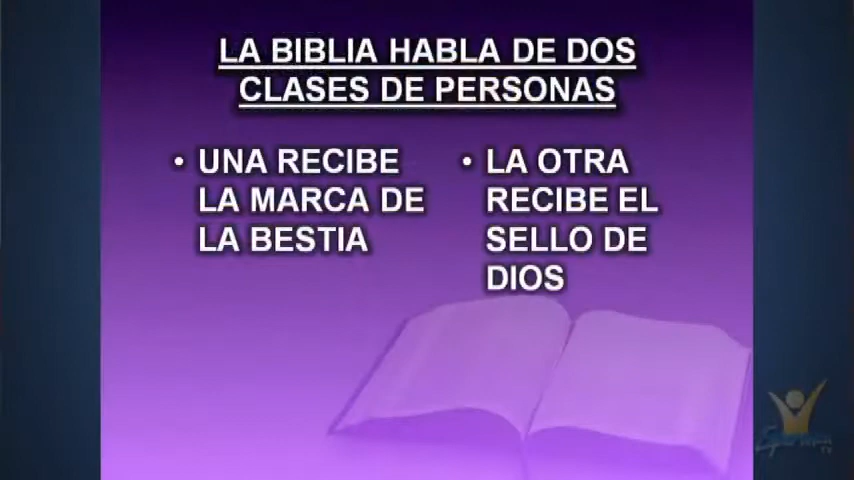 LA BIBLIA HABLA DE DOS
CLASES DE PERSONAS
• UNA RECIBE
LA MARCA DE
LA BESTIA
• LA OTRA
RECIBE EL
SELLO DE
DIOS
TV